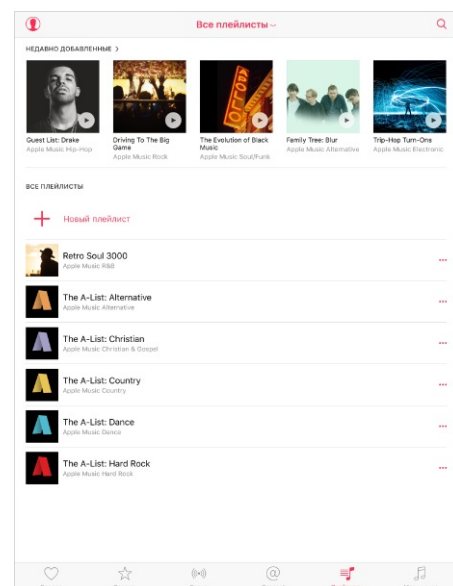 Все плейлисты
НЕДАВНО ДОБАВЛЕННЫЕ >
Guest List: Drake
Apple Music Hip-Hop
Driving To The Big
Game
Apple Music Rock
The Evolution of Black
Music
Apple Music Soul/Funk
Family Tree: Blur
Apple Music Alternative
Trip-Hop Turn-Ons
Apple Music Electronic
ВСЕ ПЛЕЙЛИСТЫ
Новый плейлист
Retro Soul 3000
Apple Music R&B
The A-List: Alternative
Apple Music Alternative
The A-List: Christian
Apple Music Christian & Gospel
The A-List: Country
Apple Music Country
The A-List: Dance
Apple Music Dance
The A-List: Hard Rock
Apple Music Hard Rock